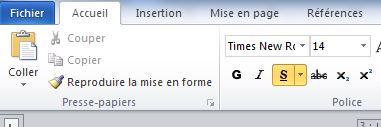 Fichier Accueil Insertion Mise en page Références
Couper
Times New Ro 14
Copier
Coller
Reproduire la mise en forme
G I S abc x₂ x²
Presse-papiers Police